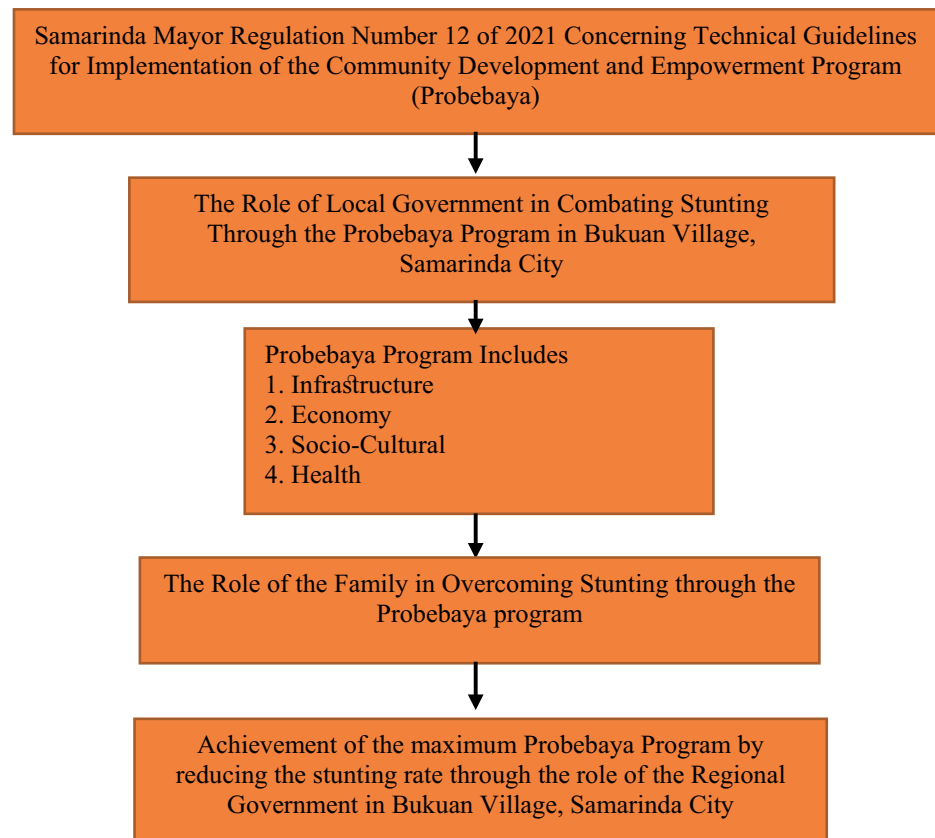 Samarinda Mayor Regulation Number 12 of 2021 Concerning Technical Guidelines
for Implementation of the Community Development and Empowerment Program
(Probebaya)
The Role of Local Government in Combating Stunting
Through the Probebaya Program in Bukuan Village,
Samarinda City
Probebaya Program Includes
1. Infrastructure
2. Economy
3. Socio-Cultural
4. Health
The Role of the Family in Overcoming Stunting through the
Probebaya program
Achievement of the maximum Probebaya Program by
reducing the stunting rate through the role of the Regional
Government in Bukuan Village, Samarinda City